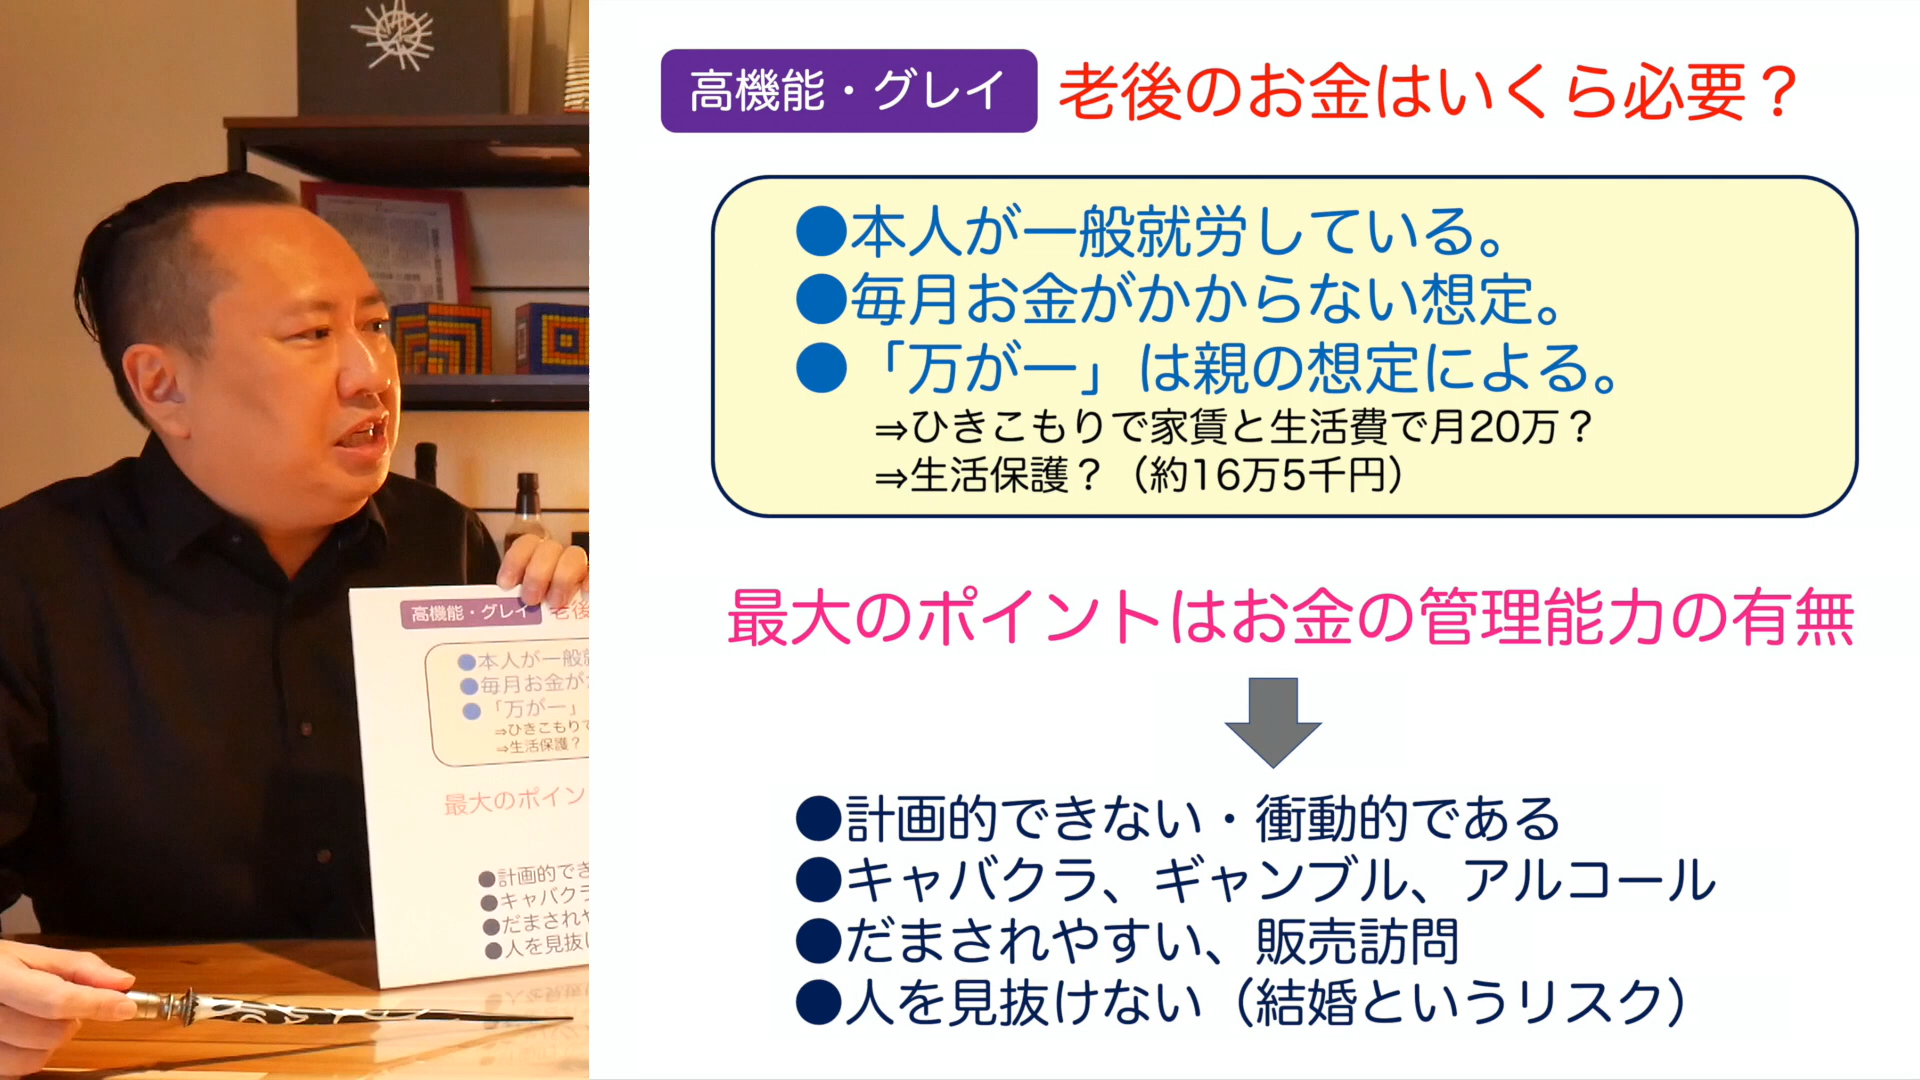 高機能・グレイ 老後のお金はいくら必要？
●本人が一般就労している。
●毎月お金がかからない想定。
●「万が一」は親の想定による。
⇒ひきこもりで家賃と生活費で月20万？
⇒生活保護？（約16万5千円）
最大のポイントはお金の管理能力の有無
●計画的できない・衝動的である
●キャバクラ、ギャンブル、アルコール
●だまされやすい、販売訪問
●人を見抜けない（結婚というリスク）
高機能・グレイ 老後
●本人が一般
●毎月お金が
●「万が一」
⇒ひきこもりで
⇒生活保護？
最大のポイン
●計画的でき
●キャバク
●だまされ
●人を見抜